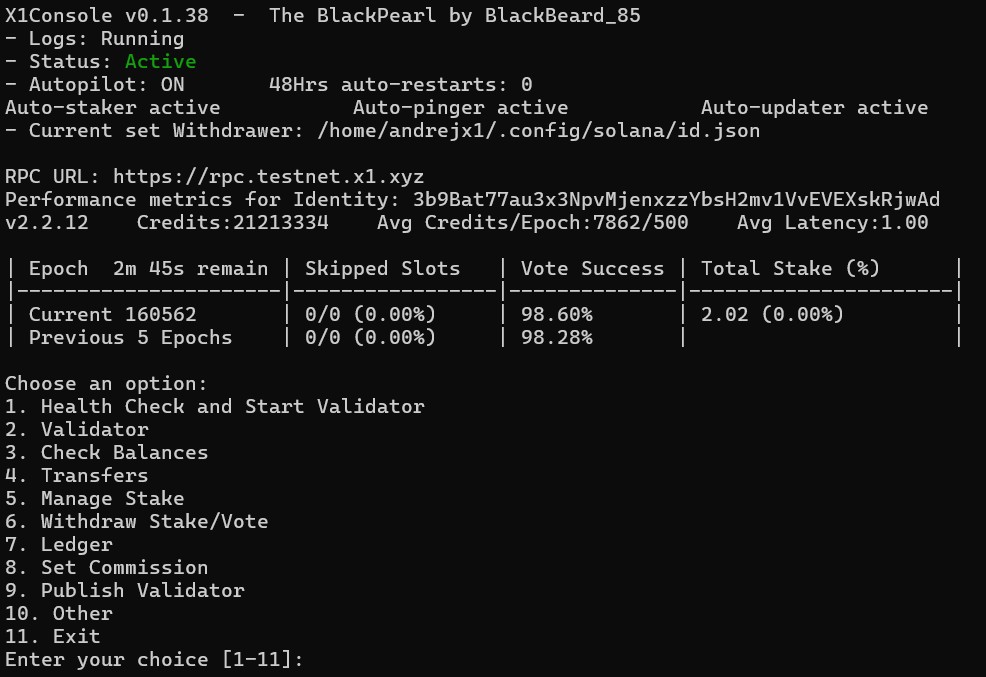 X1Console v0.1.38  –  The BlackPearl by BlackBeard_85
– Logs: Running
– Status: Active
– Autopilot: ON       48Hrs auto-restarts: 0
Auto-staker active           Auto-pinger active           Auto-updater active
– Current set Withdrawer: /home/andrejx1/.config/solana/id.json
RPC URL: https://rpc.testnet.x1.xyz
Performance metrics for Identity: 3b9Bat77au3x3NpvMjenxzzYbsH2mv1VvEVEXskRjwAd
v2.2.12    Credits:21213334    Avg Credits/Epoch:7862/500    Avg Latency:1.00
| Epoch  2m 45s remain | Skipped Slots   | Vote Success | Total Stake (%)      |
|----------------------|-----------------|--------------|----------------------|
| Current 160562       | 0/0 (0.00%)     | 98.60%       | 2.02 (0.00%)         |
| Previous 5 Epochs    | 0/0 (0.00%)     | 98.28%       |                      |
Choose an option:
1. Health Check and Start Validator
2. Validator
3. Check Balances
4. Transfers
5. Manage Stake
6. Withdraw Stake/Vote
7. Ledger
8. Set Commission
9. Publish Validator
10. Other
11. Exit
Enter your choice [1-11]: